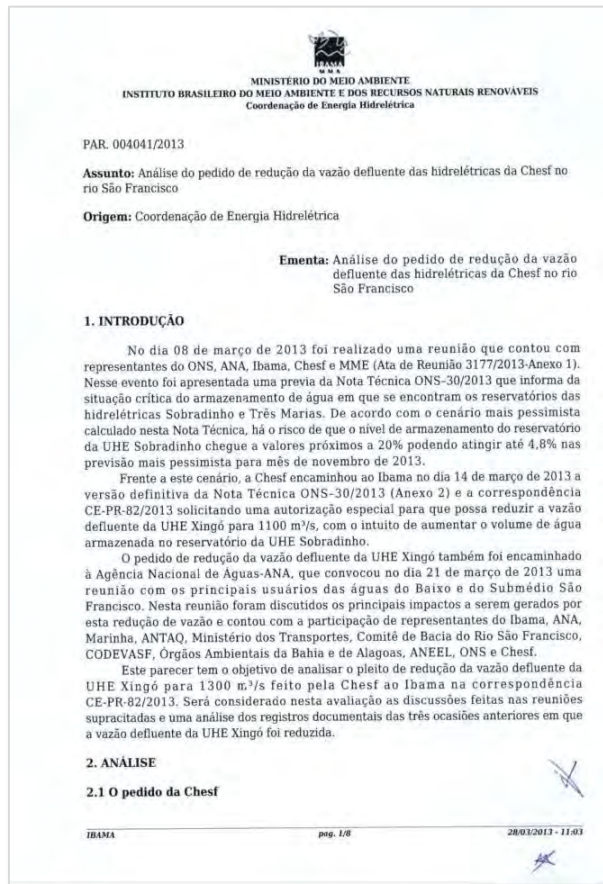 IBAMA
M M A
MINISTÉRIO DO MEIO AMBIENTE
INSTITUTO BRASILEIRO DO MEIO AMBIENTE E DOS RECURSOS NATURAIS RENOVÁVEIS
Coordenação de Energia Hidrelétrica
PAR. 004041/2013
Assunto: Análise do pedido de redução da vazão defluente das hidrelétricas da Chesf no
rio São Francisco
Origem: Coordenação de Energia Hidrelétrica
Ementa: Análise do pedido de redução da vazão
defluente das hidrelétricas da Chesf no rio
São Francisco
1. INTRODUÇÃO
No dia 08 de março de 2013 foi realizado uma reunião que contou com
representantes do ONS, ANA, Ibama, Chesf e MME (Ata de Reunião 3177/2013-Anexo 1).
Nesse evento foi apresentada uma previa da Nota Técnica ONS-30/2013 que informa da
situação crítica do armazenamento de água em que se encontram os reservatórios das
hidrelétricas Sobradinho e Três Marias. De acordo com o cenário mais pessimista
calculado nesta Nota Técnica, há o risco de que o nível de armazenamento do reservatório
da UHE Sobradinho chegue a valores próximos a 20% podendo atingir até 4,8% nas
previsão mais pessimista para mês de novembro de 2013.
Frente a este cenário, a Chesf encaminhou ao Ibama no dia 14 de março de 2013 a
versão definitiva da Nota Técnica ONS-30/2013 (Anexo 2) e a correspondência
CE-PR-82/2013 solicitando uma autorização especial para que possa reduzir a vazão
defluente da UHE Xingó para 1100 m³/s, com o intuito de aumentar o volume de água
armazenada no reservatório da UHE Sobradinho.
O pedido de redução da vazão defluente da UHE Xingó também foi encaminhado
à Agência Nacional de Águas-ANA, que convocou no dia 21 de março de 2013 uma
reunião com os principais usuários das águas do Baixo e do Submédio São
Francisco. Nesta reunião foram discutidos os principais impactos a serem gerados por
esta redução de vazão e contou com a participação de representantes do Ibama, ANA,
Marinha, ANTAQ, Ministério dos Transportes, Comitê de Bacia do Rio São Francisco,
CODEVASF, Órgãos Ambientais da Bahia e de Alagoas, ANEEL, ONS e Chesf.
Este parecer tem o objetivo de analisar o pleito de redução da vazão defluente da
UHE Xingó para 1300 m³/s feito pela Chesf ao Ibama na correspondência
CE-PR-82/2013. Será considerado nesta avaliação as discussões feitas nas reuniões
supracitadas e uma análise dos registros documentais das três ocasiões anteriores em que
a vazão defluente da UHE Xingó foi reduzida.
2. ANÁLISE
2.1 O pedido da Chesf
IBAMA pag. 1/8 28/03/2013 - 11:03